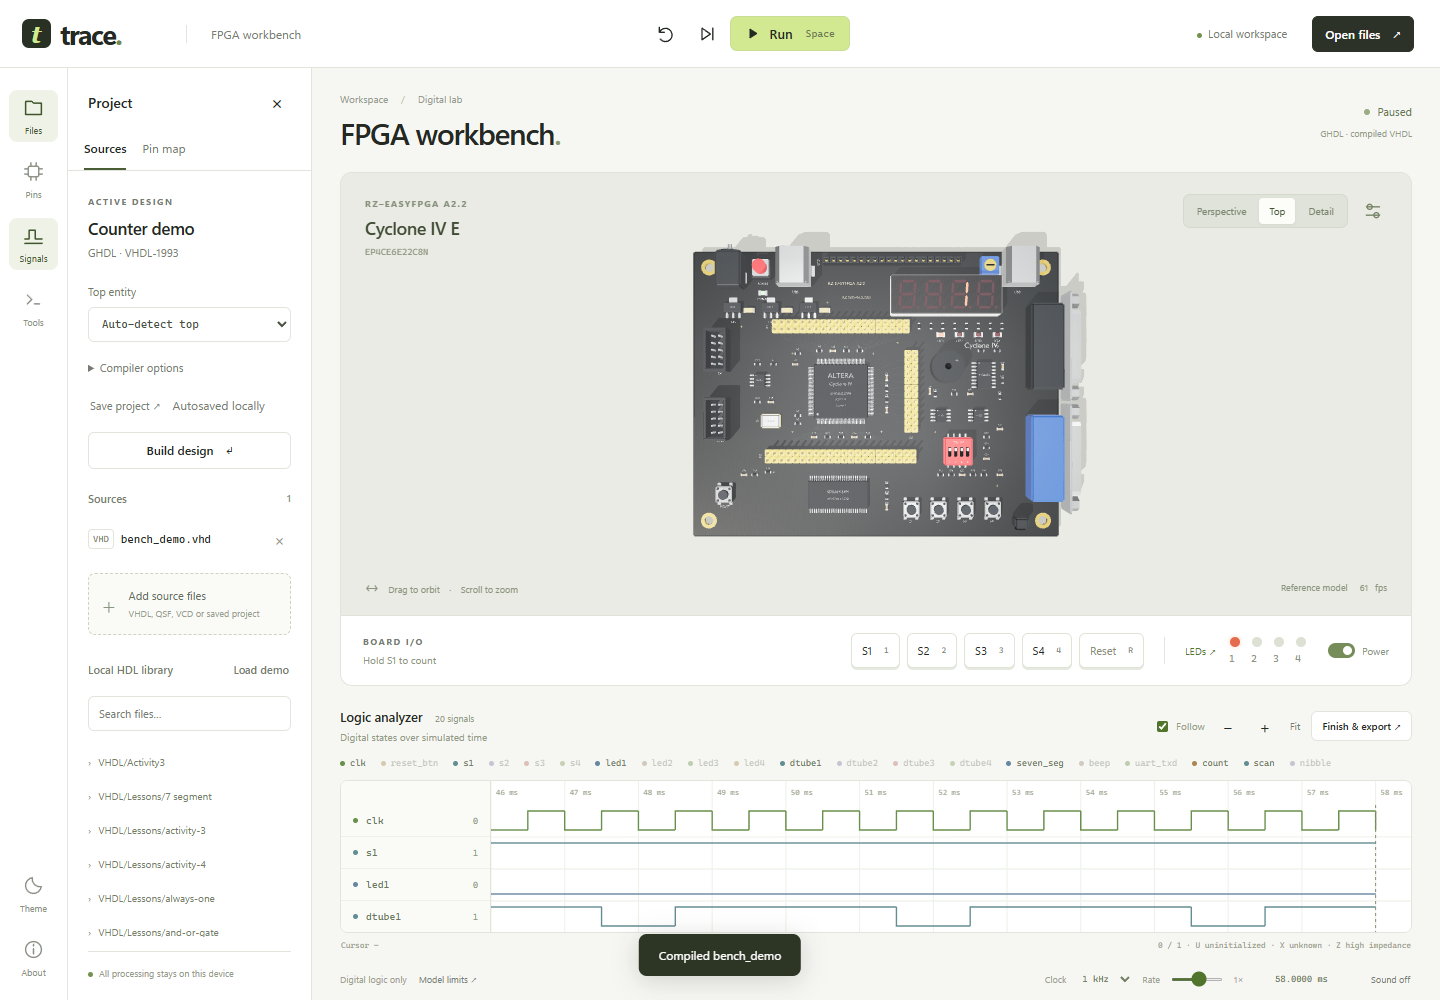 t trace.
FPGA workbench
Run Space
Local workspace
Open files ↗
Files
Pins
Signals
Tools
Theme
About
Project ×
Sources Pin map
ACTIVE DESIGN
Counter demo
GHDL · VHDL-1993
Top entity
Auto-detect top
Compiler options
Save project ↗ Autosaved locally
Build design ↲
Sources 1
VHD bench_demo.vhd ×
+ Add source files
VHDL, QSF, VCD or saved project
Local HDL library Load demo
Search files...
› VHDL/Activity3
› VHDL/Lessons/7 segment
› VHDL/Lessons/activity-3
› VHDL/Lessons/activity-4
› VHDL/Lessons/always-one
› VHDL/Lessons/and-or-gate
All processing stays on this device
Workspace / Digital lab
FPGA workbench.
Paused
GHDL · compiled VHDL
RZ–EASYFPGA A2.2
Cyclone IV E
EP4CE6E22C8N
Perspective Top Detail
RZ-EASYFPGA A2.2
Cyclone IV
ALTERA
Cyclone IV
Drag to orbit · Scroll to zoom
Reference model 61 fps
BOARD I/O
Hold S1 to count
S1 1 S2 2 S3 3 S4 4 Reset R
LEDs ↗ 1 2 3 4
Power
Logic analyzer 20 signals
Digital states over simulated time
Follow − + Fit Finish & export ↗
clk reset_btn s1 s2 s3 s4 led1 led2 led3 led4 dtube1 dtube2 dtube3 dtube4 seven_seg beep uart_txd count scan nibble
46 ms 47 ms 48 ms 49 ms 50 ms 51 ms 52 ms 53 ms 54 ms 55 ms 56 ms 57 ms 58 ms
clk 0
s1 1
led1 0
dtube1 1
Cursor —
0 / 1 · U uninitialized · X unknown · Z high impedance
Compiled bench_demo
Digital logic only Model limits ↗
Clock 1 kHz Rate 1× 58.0000 ms Sound off